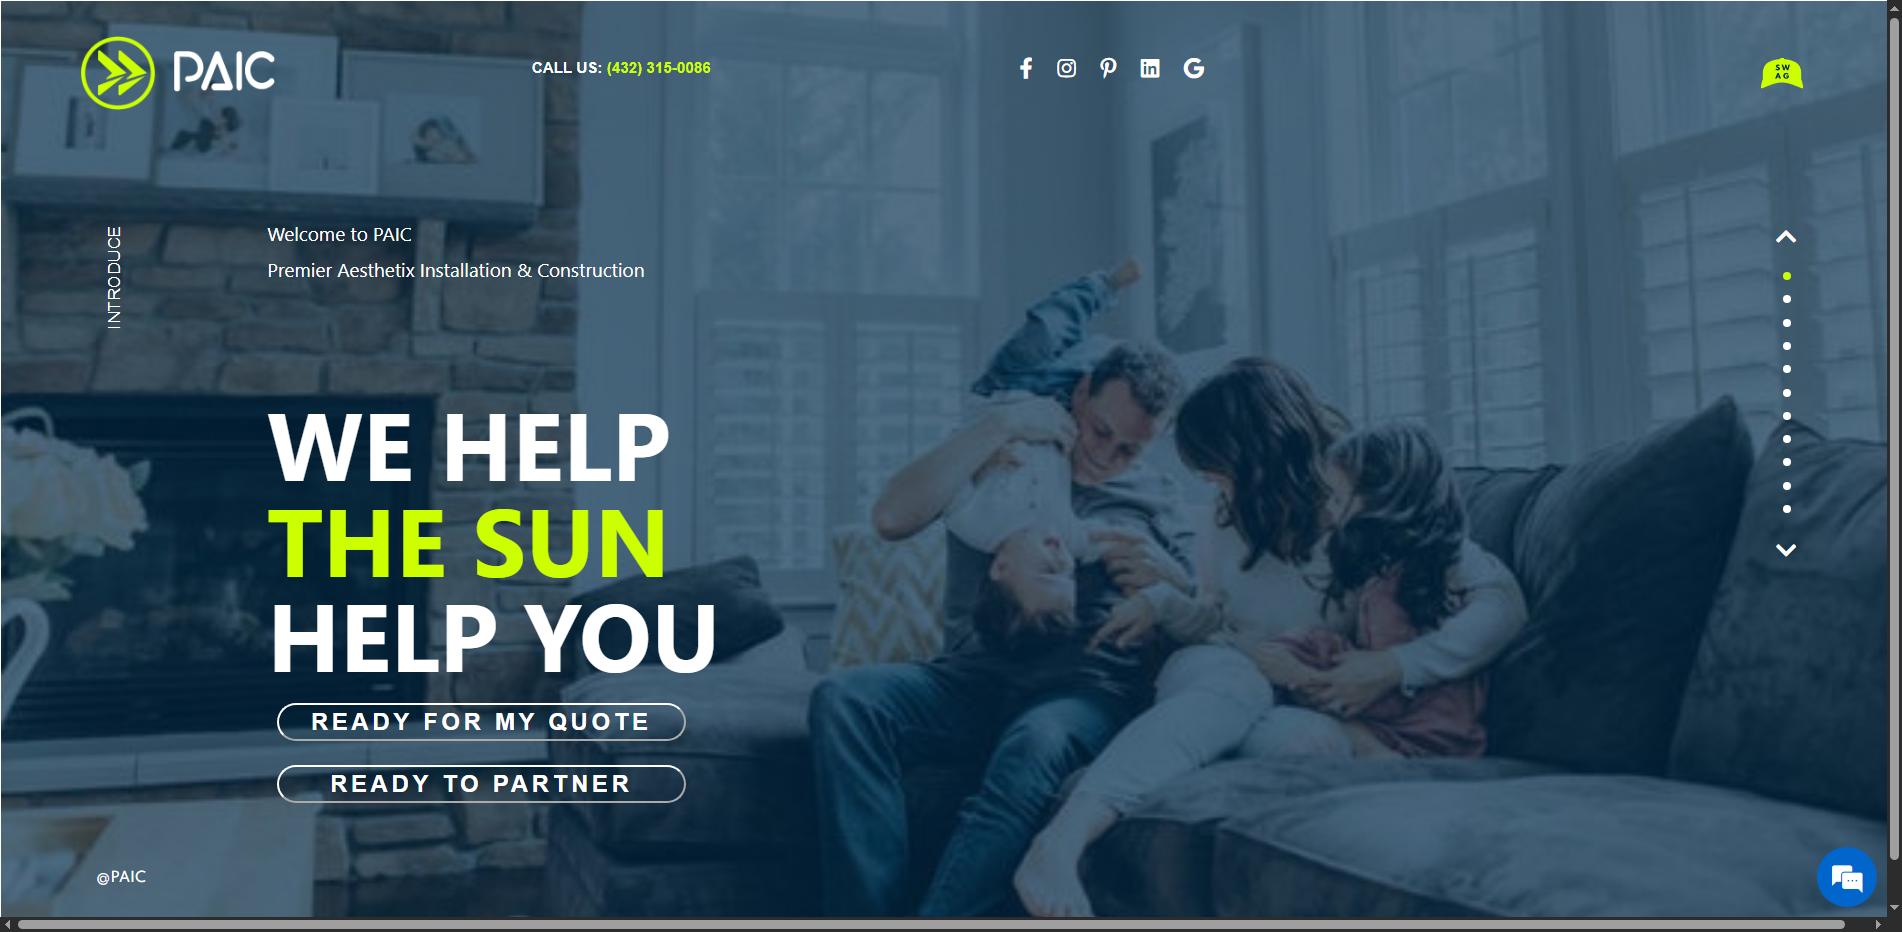 PAIC
CALL US: (432) 315-0086
SW
AG
INTRODUCE
Welcome to PAIC
Premier Aesthetix Installation & Construction
WE HELP
THE SUN
HELP YOU
READY FOR MY QUOTE
READY TO PARTNER
@PAIC